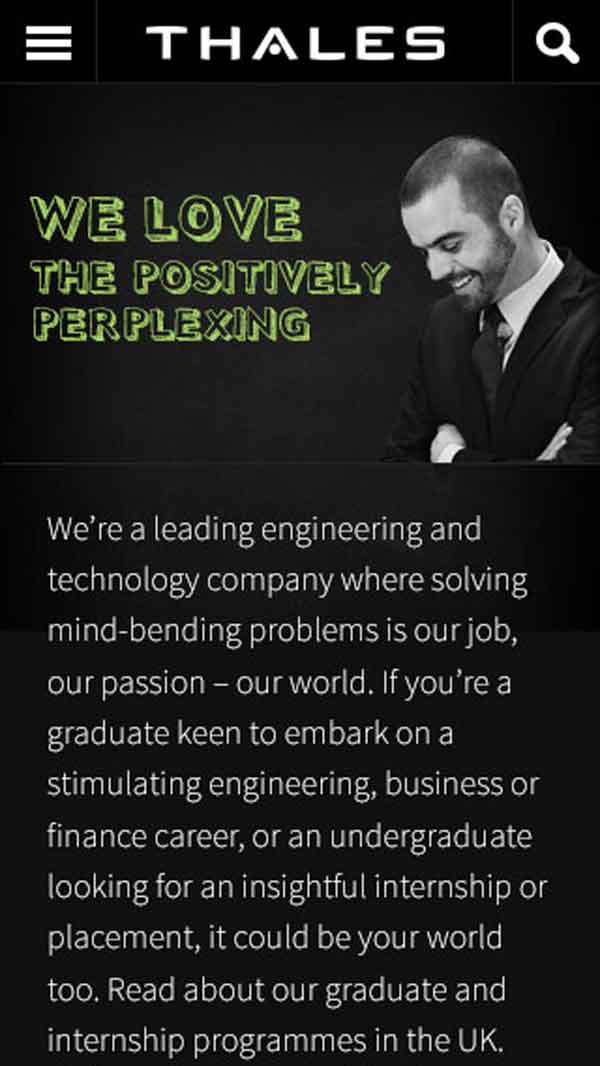 THALES
WE LOVE
THE POSITIVELY
PERPLEXING
We’re a leading engineering and
technology company where solving
mind-bending problems is our job,
our passion – our world. If you’re a
graduate keen to embark on a
stimulating engineering, business or
finance career, or an undergraduate
looking for an insightful internship or
placement, it could be your world
too. Read about our graduate and
internship programmes in the UK.